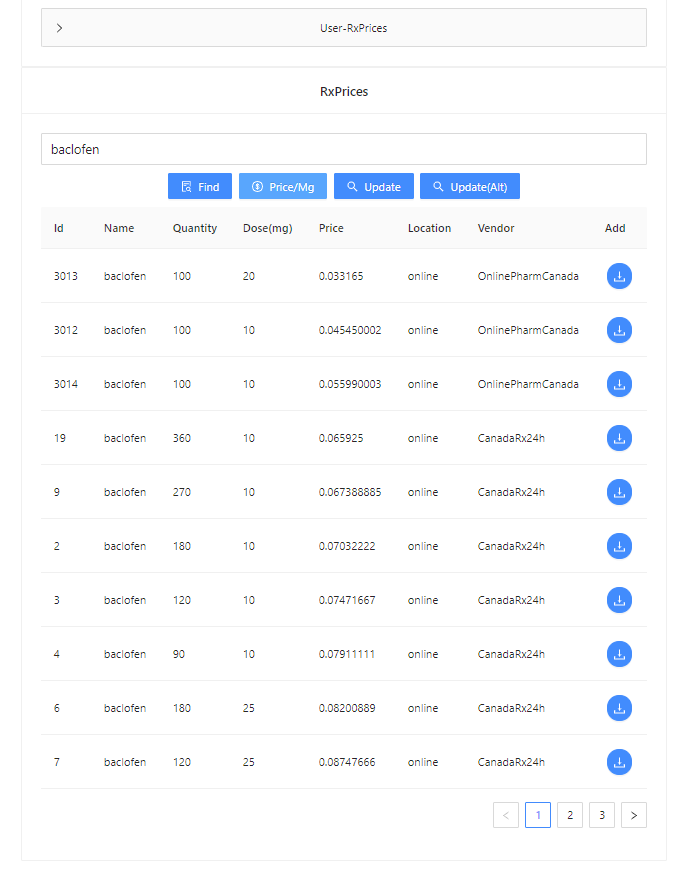 User-RxPrices
RxPrices
baclofen
Find Price/Mg Update Update(Alt)
Id Name Quantity Dose(mg) Price Location Vendor Add
3013 baclofen 100 20 0.033165 online OnlinePharmCanada
3012 baclofen 100 10 0.045450002 online OnlinePharmCanada
3014 baclofen 100 10 0.055990003 online OnlinePharmCanada
19 baclofen 360 10 0.065925 online CanadaRx24h
9 baclofen 270 10 0.067388885 online CanadaRx24h
2 baclofen 180 10 0.07032222 online CanadaRx24h
3 baclofen 120 10 0.07471667 online CanadaRx24h
4 baclofen 90 10 0.07911111 online CanadaRx24h
6 baclofen 180 25 0.08200889 online CanadaRx24h
7 baclofen 120 25 0.08747666 online CanadaRx24h
< 1 2 3 >